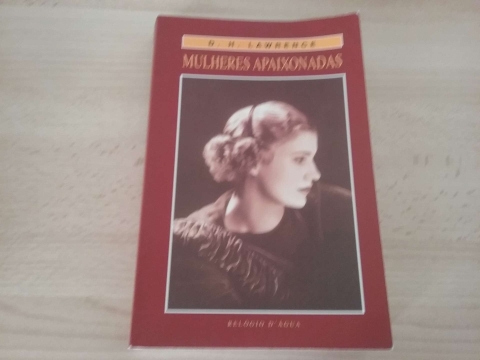 D. H. LAWRENCE
MULHERES APAIXONADAS
RELÓGIO D'ÁGUA